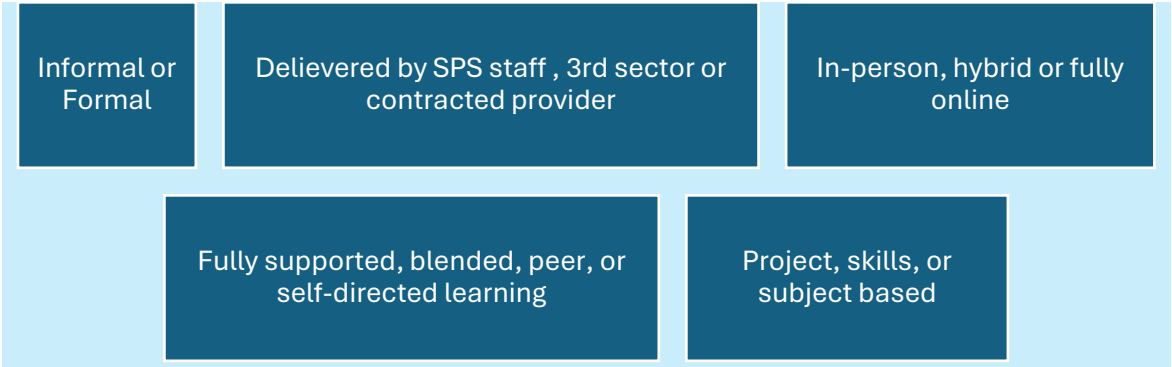 Informal or
Formal
Delievered by SPS staff , 3rd sector or
contracted provider
In-person, hybrid or fully
online
Fully supported, blended, peer, or
self-directed learning
Project, skills, or
subject based